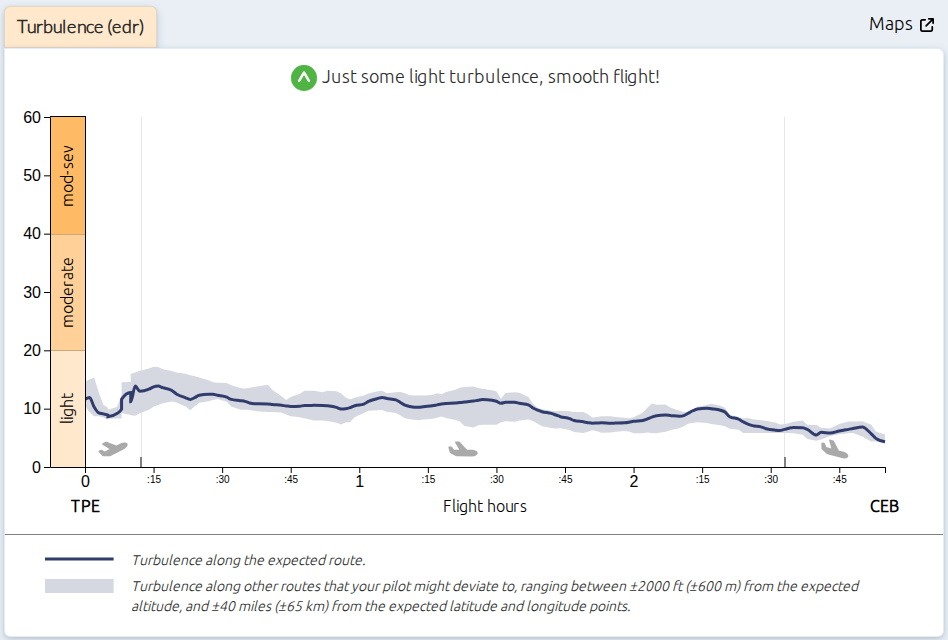 Turbulence (edr)
Maps
Just some light turbulence, smooth flight!
60
50
40
30
20
10
0
mod-sev
moderate
light
0 :15 :30 :45 1 :15 :30 :45 2 :15 :30 :45
TPE Flight hours CEB
Turbulence along the expected route.
Turbulence along other routes that your pilot might deviate to, ranging between ±2000 ft (±600 m) from the expected
altitude, and ±40 miles (±65 km) from the expected latitude and longitude points.